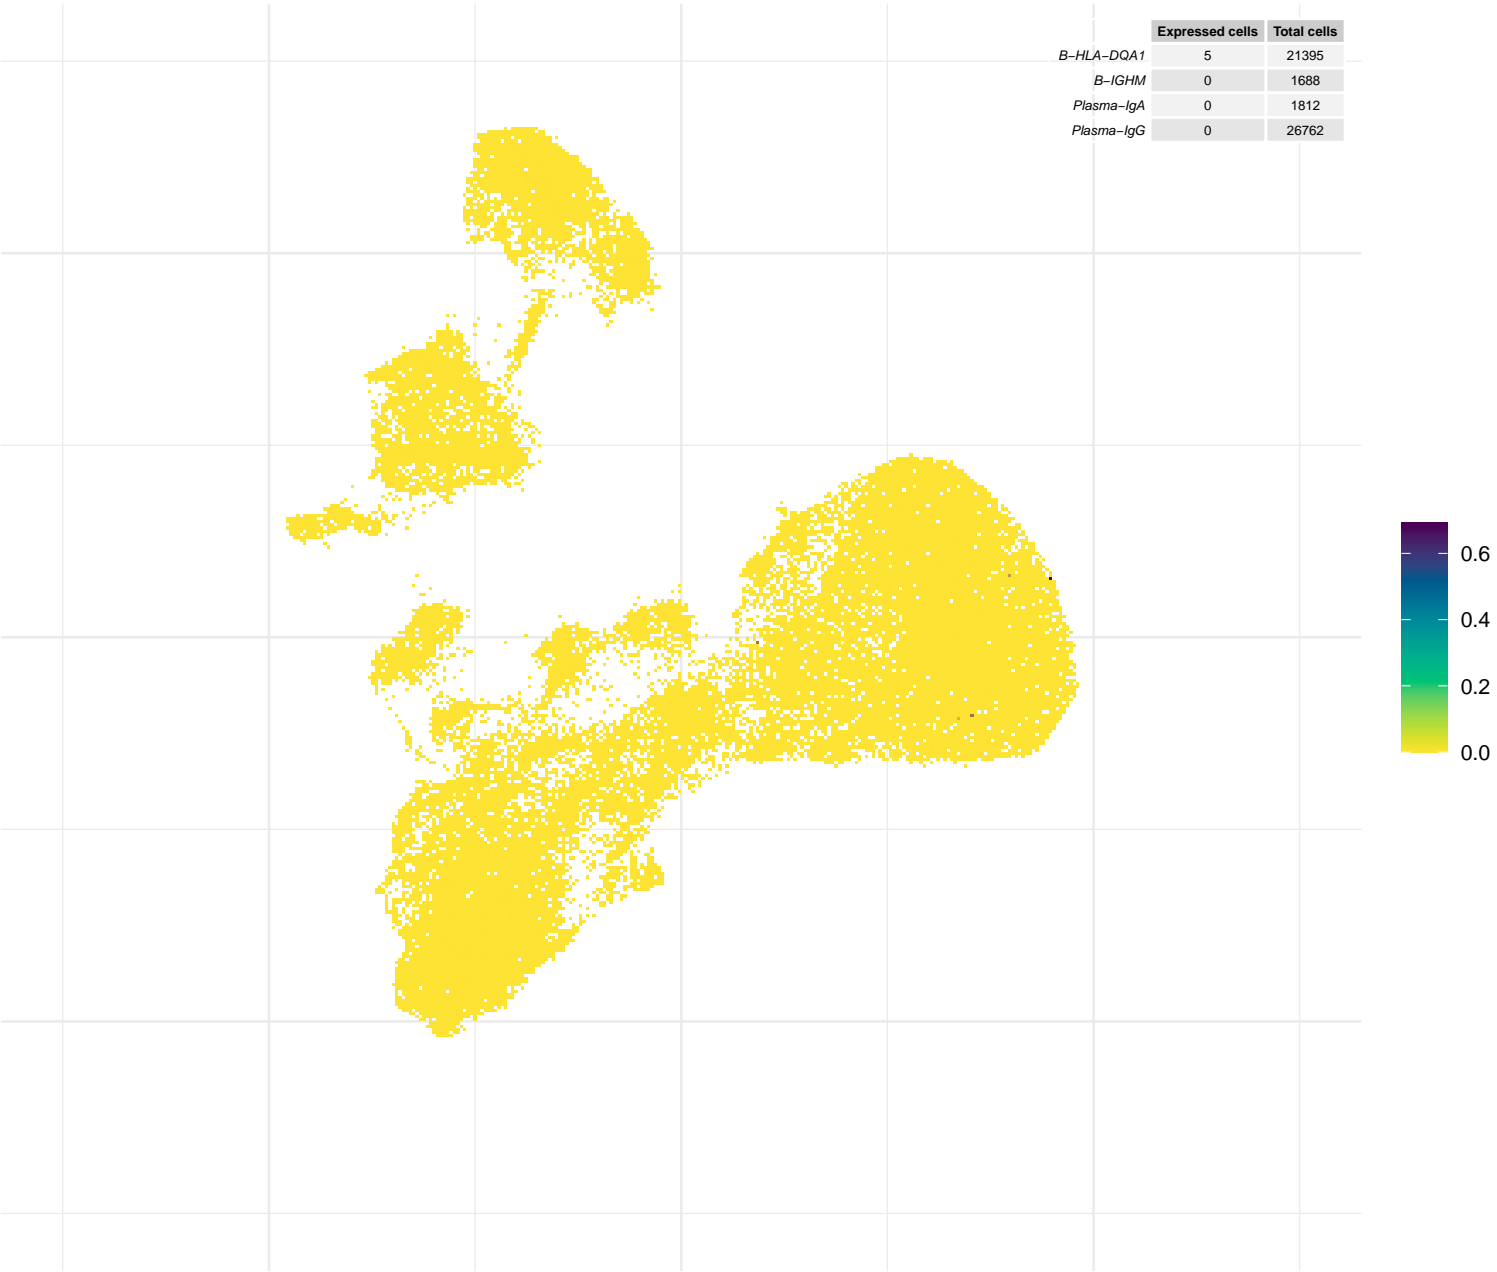 Expressed cells Total cells
B−HLA−DQA1 5 21395
B−IGHM 0 1688
Plasma−IgA 0 1812
Plasma−IgG 0 26762
0.6
0.4
0.2
0.0